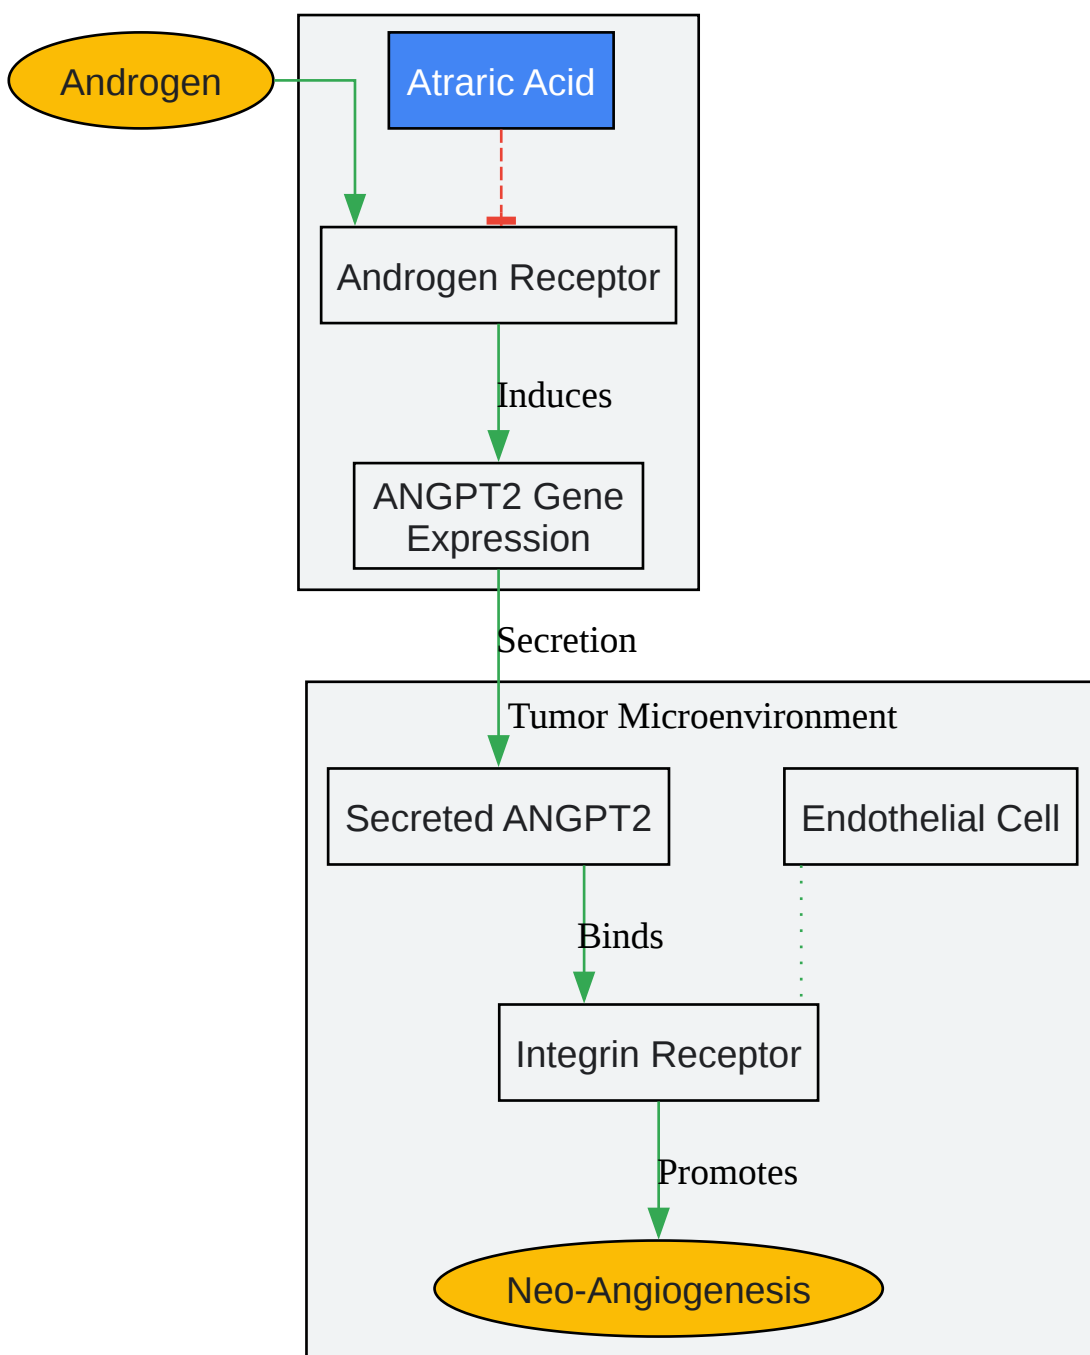 Androgen
Atraric Acid
Androgen Receptor
Induces
ANGPT2 Gene
Expression
Secretion
Tumor Microenvironment
Secreted ANGPT2
Endothelial Cell
Binds
Integrin Receptor
Promotes
Neo-Angiogenesis